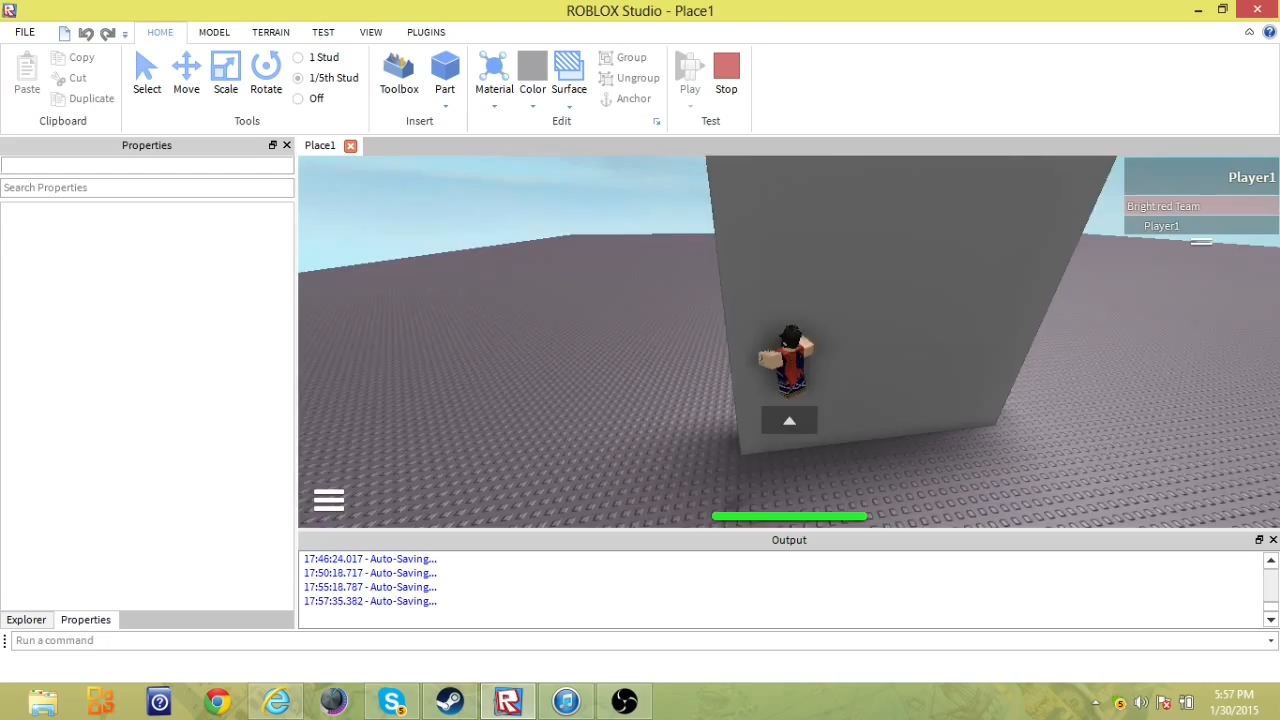 ROBLOX Studio - Place1
FILE HOME MODEL TERRAIN TEST VIEW PLUGINS
Paste Copy Cut Duplicate Clipboard
Select Move Scale Rotate 1 Stud 1/5th Stud Off Tools
Toolbox Part Insert
Material Color Surface Group Ungroup Anchor Edit
Play Stop Test
Properties
Search Properties
Place1
Player1
Bright red Team
Player1
Output
17:46:24.017 - Auto-Saving...
17:50:18.717 - Auto-Saving...
17:55:18.787 - Auto-Saving...
17:57:35.382 - Auto-Saving...
Explorer Properties
Run a command
5:57 PM
1/30/2015